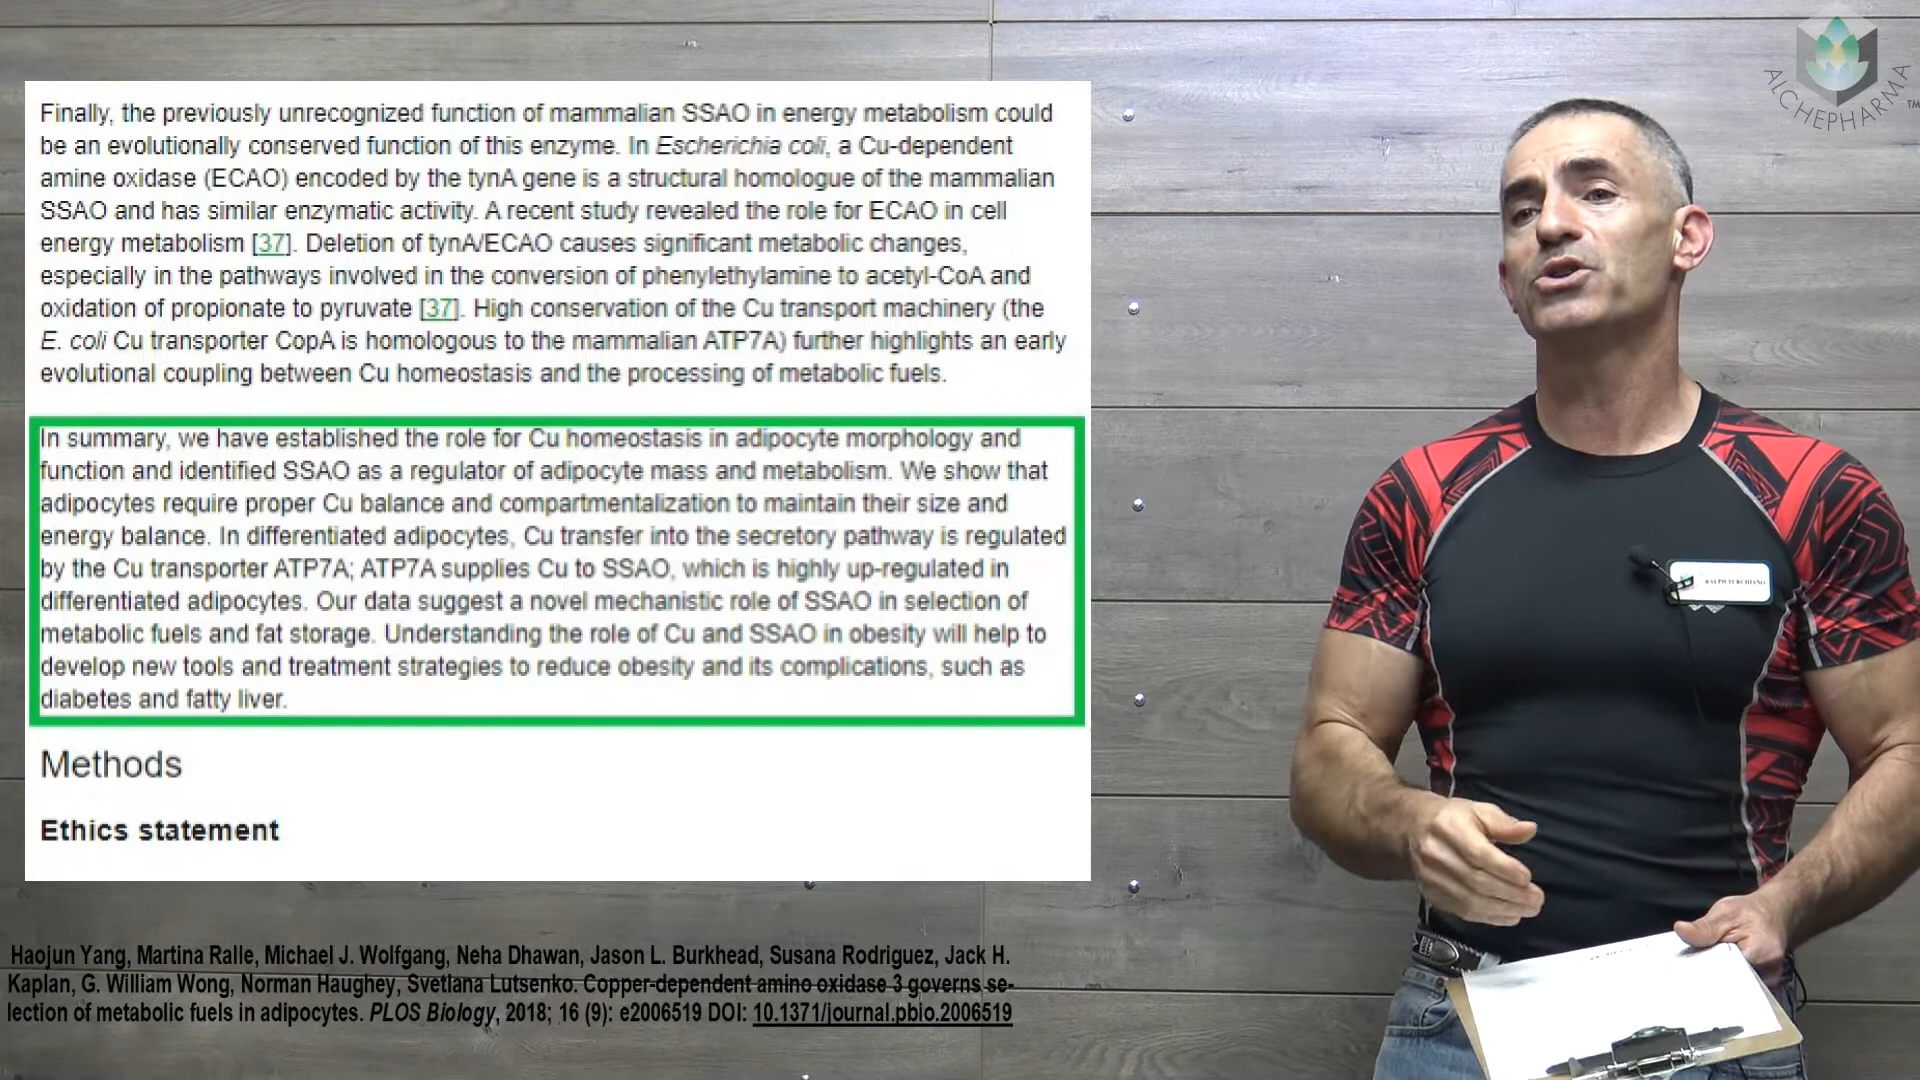 Finally, the previously unrecognized function of mammalian SSAO in energy metabolism could
be an evolutionally conserved function of this enzyme. In Escherichia coli, a Cu-dependent
amine oxidase (ECAO) encoded by the tynA gene is a structural homologue of the mammalian
SSAO and has similar enzymatic activity. A recent study revealed the role for ECAO in cell
energy metabolism [37]. Deletion of tynA/ECAO causes significant metabolic changes,
especially in the pathways involved in the conversion of phenylethylamine to acetyl-CoA and
oxidation of propionate to pyruvate [37]. High conservation of the Cu transport machinery (the
E. coli Cu transporter CopA is homologous to the mammalian ATP7A) further highlights an early
evolutional coupling between Cu homeostasis and the processing of metabolic fuels.
In summary, we have established the role for Cu homeostasis in adipocyte morphology and
function and identified SSAO as a regulator of adipocyte mass and metabolism. We show that
adipocytes require proper Cu balance and compartmentalization to maintain their size and
energy balance. In differentiated adipocytes, Cu transfer into the secretory pathway is regulated
by the Cu transporter ATP7A; ATP7A supplies Cu to SSAO, which is highly up-regulated in
differentiated adipocytes. Our data suggest a novel mechanistic role of SSAO in selection of
metabolic fuels and fat storage. Understanding the role of Cu and SSAO in obesity will help to
develop new tools and treatment strategies to reduce obesity and its complications, such as
diabetes and fatty liver.
Methods
Ethics statement
Haojun Yang, Martina Ralle, Michael J. Wolfgang, Neha Dhawan, Jason L. Burkhead, Susana Rodriguez, Jack H.
Kaplan, G. William Wong, Norman Haughey, Svetlana Lutsenko. Copper-dependent amino oxidase 3 governs se-
lection of metabolic fuels in adipocytes. PLOS Biology, 2018; 16 (9): e2006519 DOI: 10.1371/journal.pbio.2006519
ALCHEPHARMA™
RALPH TURCHIANO